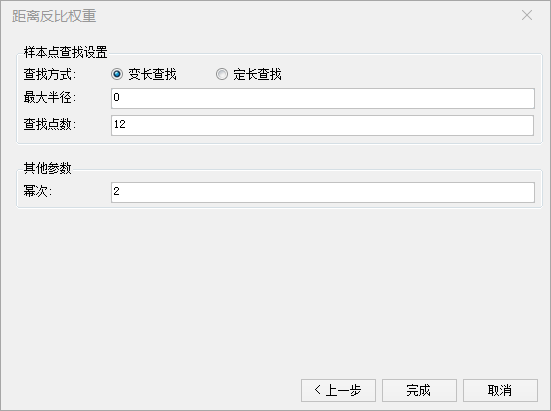 距离反比权重
样本点查找设置
查找方式: 变长查找 定长查找
最大半径: 0
查找点数: 12
其他参数
幂次: 2
< 上一步 完成 取消